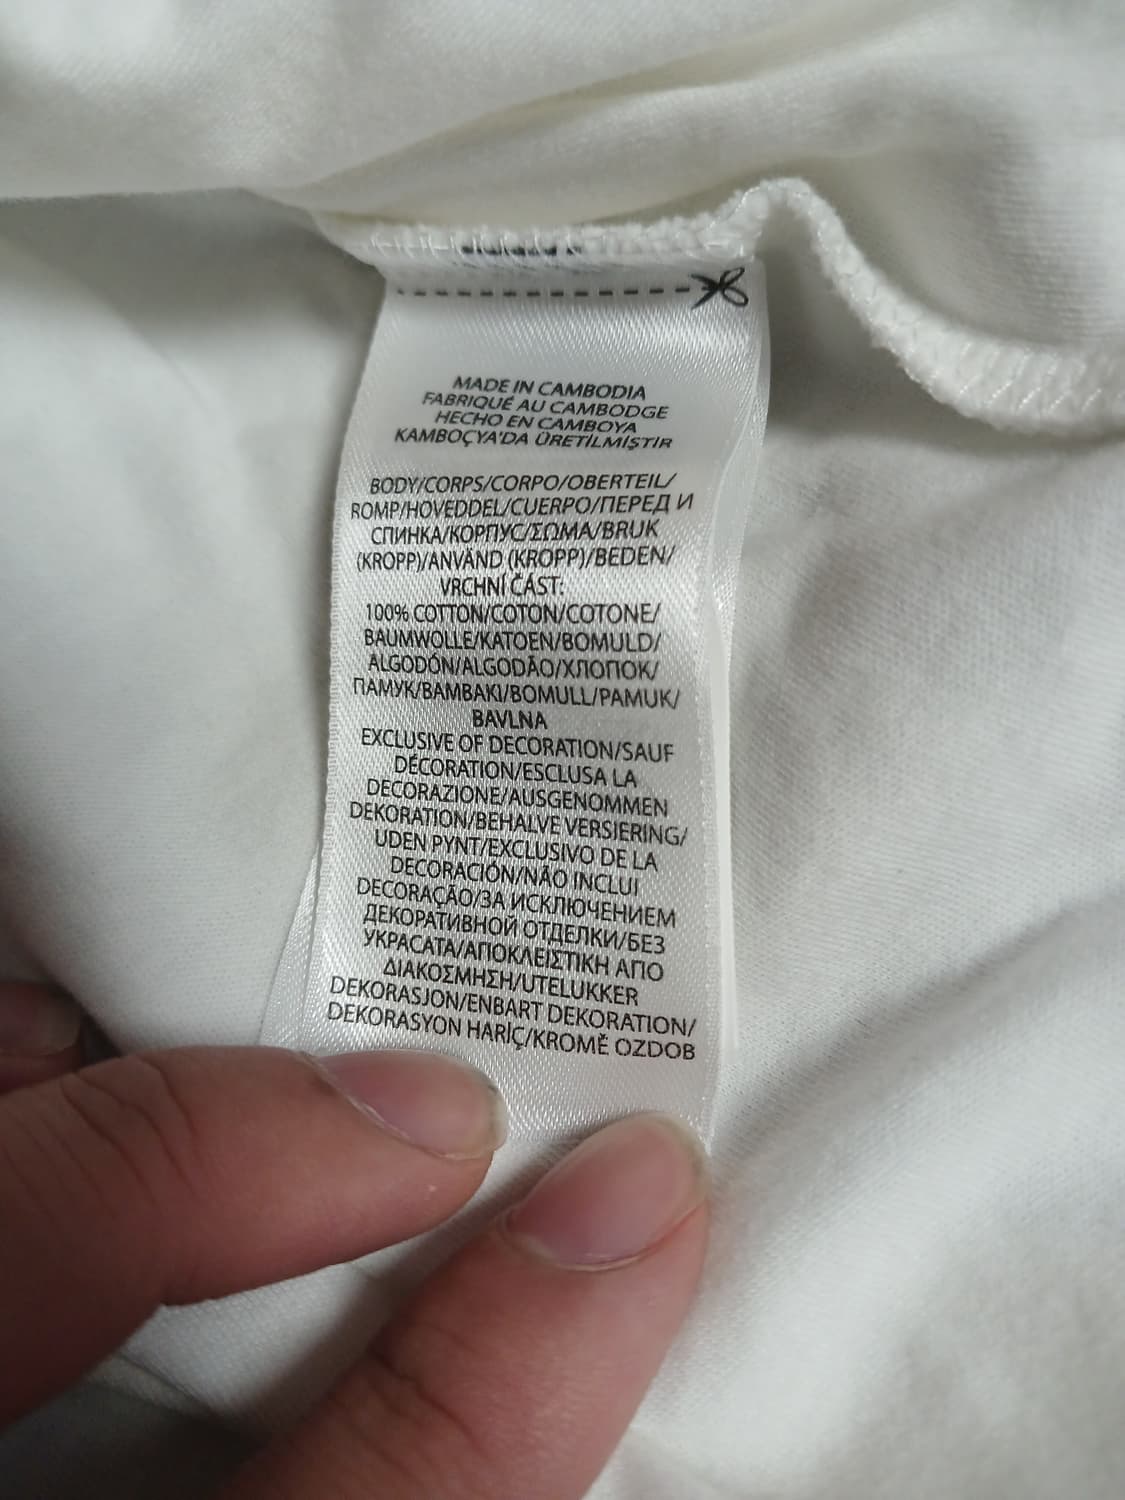 MADE IN CAMBODIA
FABRIQUÉ AU CAMBODGE
HECHO EN CAMBOYA
KAMBOÇYA'DA ÜRETİLMİŞTİR
BODY/CORPS/CORPO/OBERTEIL/
ROMP/HOVEDDEL/CUERPO/ПЕРЕД И
СПИНКА/КОРПУС/ΣΩΜΑ/BRUK
(KROPP)/ANVÄND (KROPP)/BEDEN/
VRCHNÍ ČÁST:
100% COTTON/COTON/COTONE/
BAUMWOLLE/KATOEN/BOMULD/
ALGODÓN/ALGODÃO/ХЛОПОК/
ПАМУК/ΒΑΜΒΑΚΙ/BOMULL/PAMUK/
BAVLNA
EXCLUSIVE OF DECORATION/SAUF
DÉCORATION/ESCLUSA LA
DECORAZIONE/AUSGENOMMEN
DEKORATION/BEHALVE VERSIERING/
UDEN PYNT/EXCLUSIVO DE LA
DECORACIÓN/NÃO INCLUI
DECORAÇÃO/ЗА ИСКЛЮЧЕНИЕМ
ДЕКОРАТИВНОЙ ОТДЕЛКИ/БЕЗ
УКРАСАТА/ΑΠΟΚΛΕΙΣΤΙΚΗ ΑΠΟ
ΔΙΑΚΟΣΜΗΣΗ/UTELUKKER
DEKORASJON/ENBART DEKORATION/
DEKORASYON HARİÇ/KROMĚ OZDOB